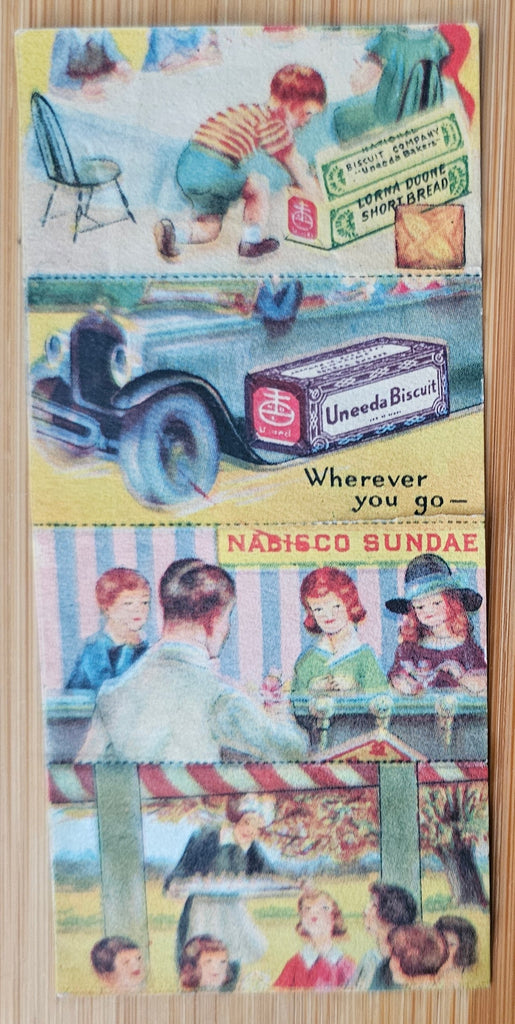 NATIONAL
BISCUIT COMPANY
"Uneeda Bakers"
LORNA DOONE
SHORTBREAD
Uneeda Biscuit
Wherever
you go—
NABISCO SUNDAE